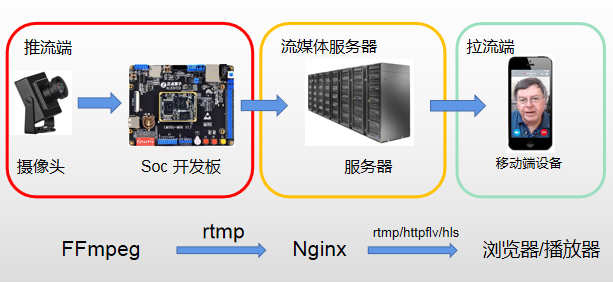 推流端
流媒体服务器
拉流端
摄像头
Soc 开发板
服务器
移动端设备
FFmpeg
rtmp
Nginx
rtmp/httpflv/hls
浏览器/播放器